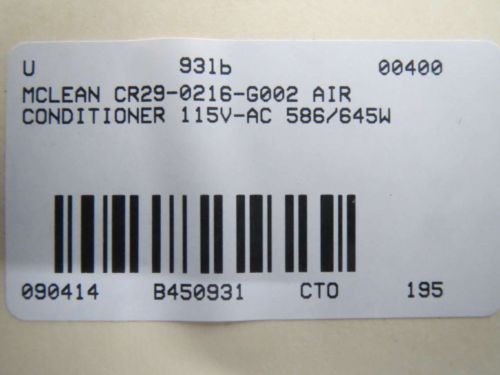 U 931b 00400
MCLEAN CR29-0216-G002 AIR
CONDITIONER 115V-AC 586/645W
090414 B450931 CTO 195